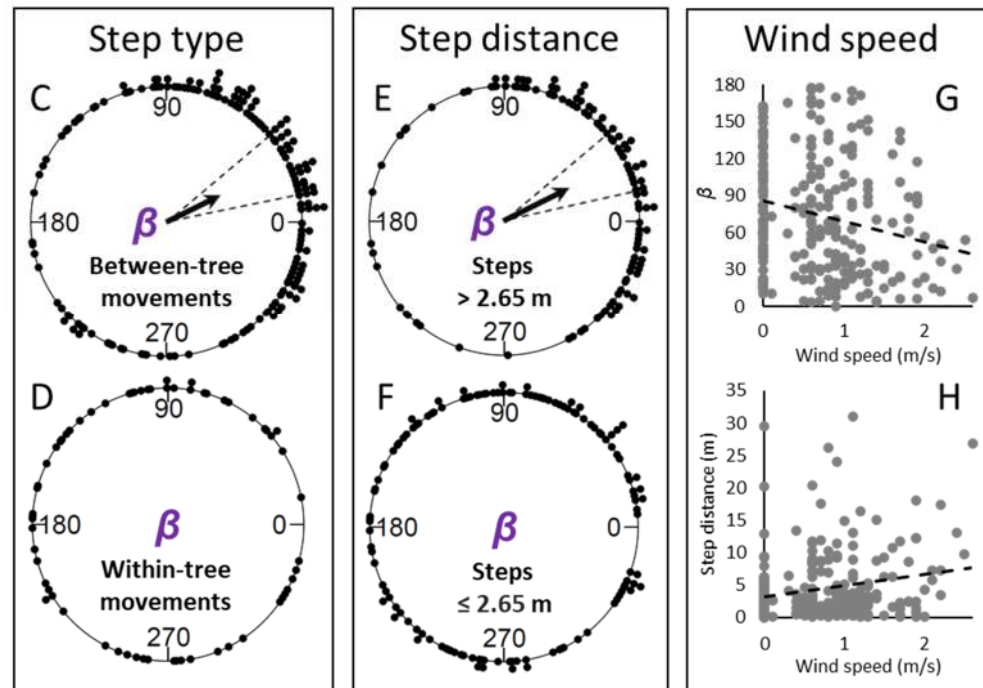 Step type
C
90
180
0
β
Between-tree
movements
270
D
90
180
0
β
Within-tree
movements
270
Step distance
E
90
180
0
β
Steps
> 2.65 m
270
F
90
180
0
β
Steps
≤ 2.65 m
270
Wind speed
G
β
180
150
120
90
60
30
0
0 1 2
Wind speed (m/s)
H
Step distance (m)
35
30
25
20
15
10
5
0
0 1 2
Wind speed (m/s)